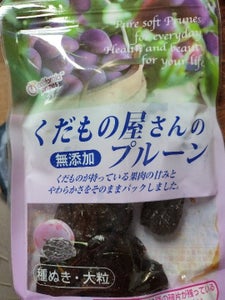 Pure soft Prunes
for everyday
Health and beauty
for your life
くだもの屋さんの
無添加 プルーン
くだものが持っている果肉の甘みと
やわらかさをそのままパックしました。
種ぬき・大粒